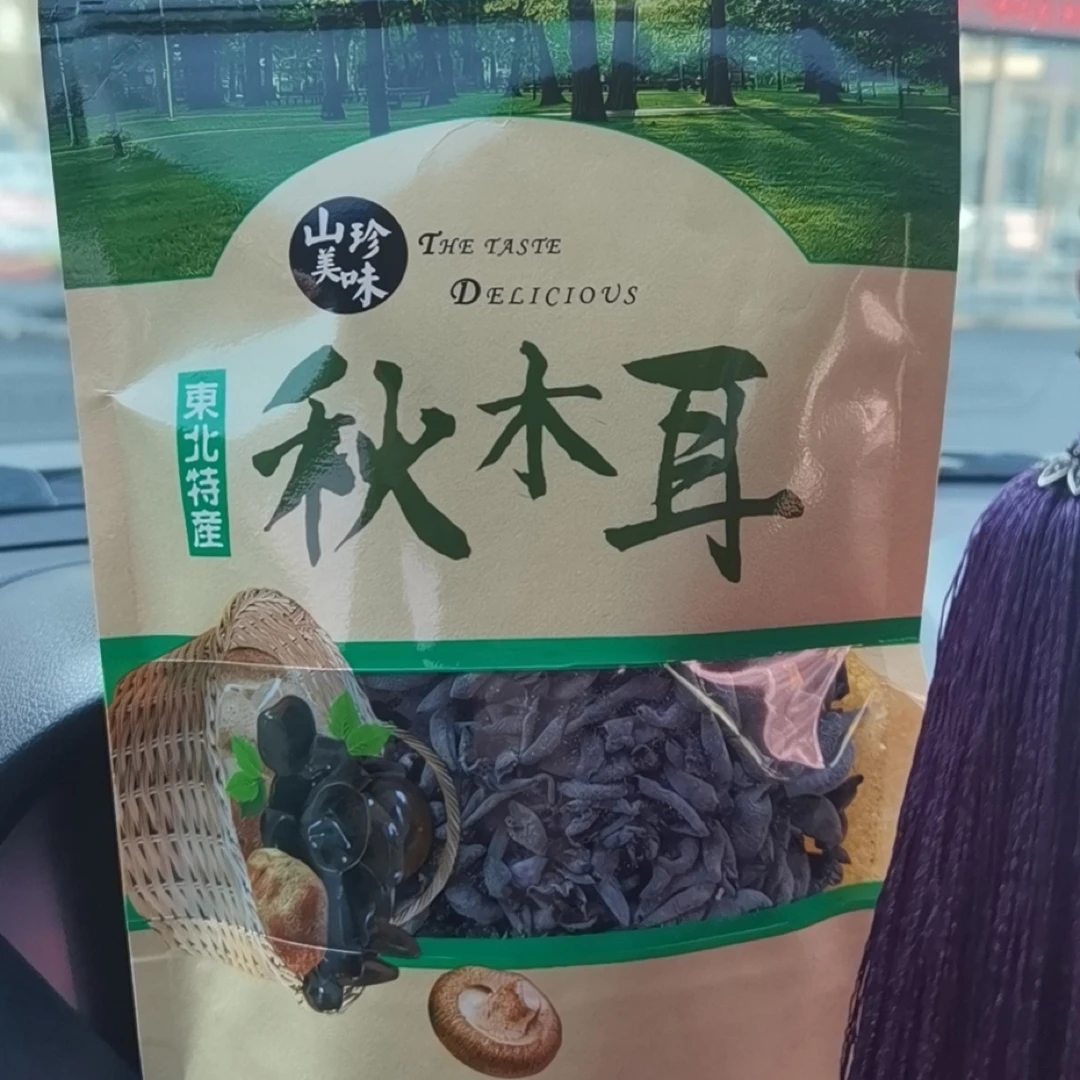 山珍
美味
THE TASTE
DELICIOUS
東北特産
秋木耳